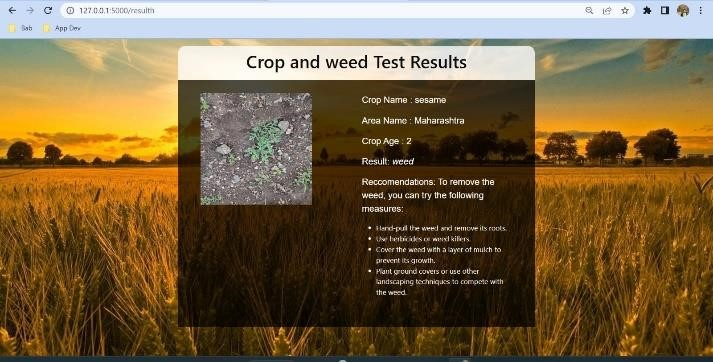 127.0.0.1:5000/resulth
Bab App Dev
Crop and weed Test Results
Crop Name : sesame
Area Name : Maharashtra
Crop Age : 2
Result: weed
Reccomendations: To remove the
weed, you can try the following
measures:
Hand-pull the weed and remove its roots.
Use herbicides or weed killers.
Cover the weed with a layer of mulch to
prevent its growth.
Plant ground covers or use other
landscaping techniques to compete with
the weed.